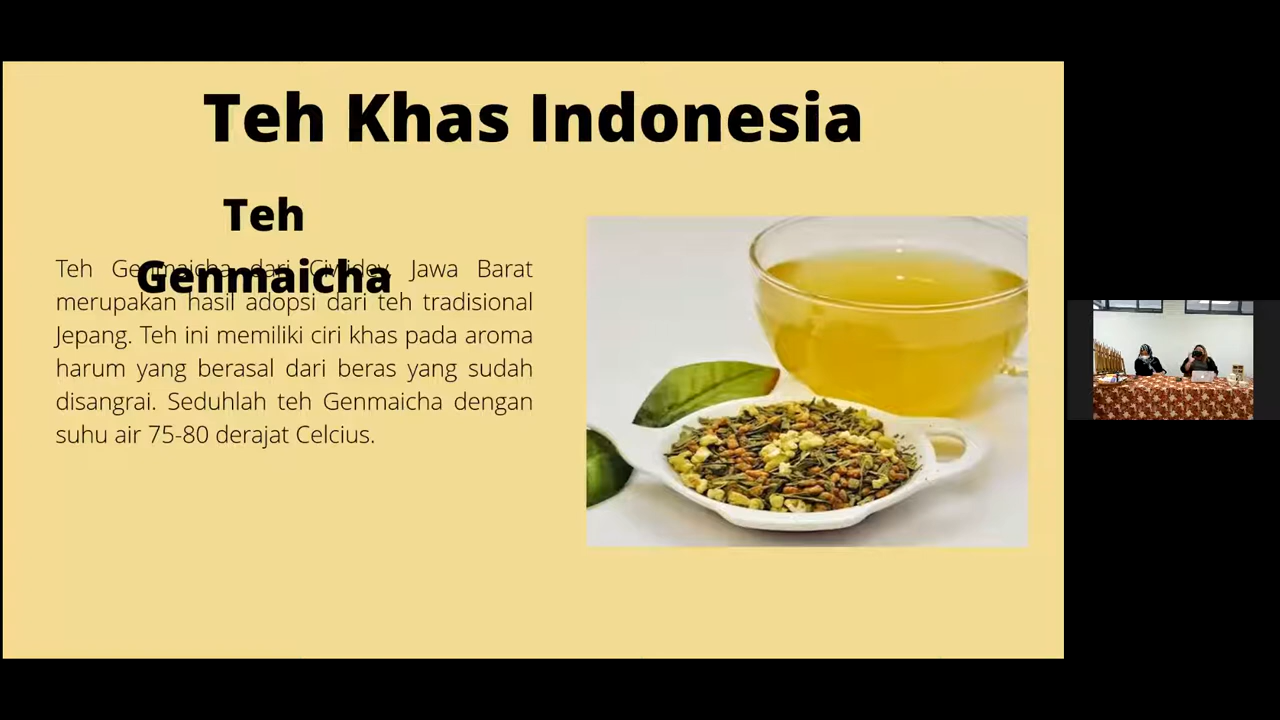 Teh Khas Indonesia
Teh
Genmaicha
Teh Genmaicha dari Ciwidey, Jawa Barat
merupakan hasil adopsi dari teh tradisional
Jepang. Teh ini memiliki ciri khas pada aroma
harum yang berasal dari beras yang sudah
disangrai. Seduhlah teh Genmaicha dengan
suhu air 75-80 derajat Celcius.